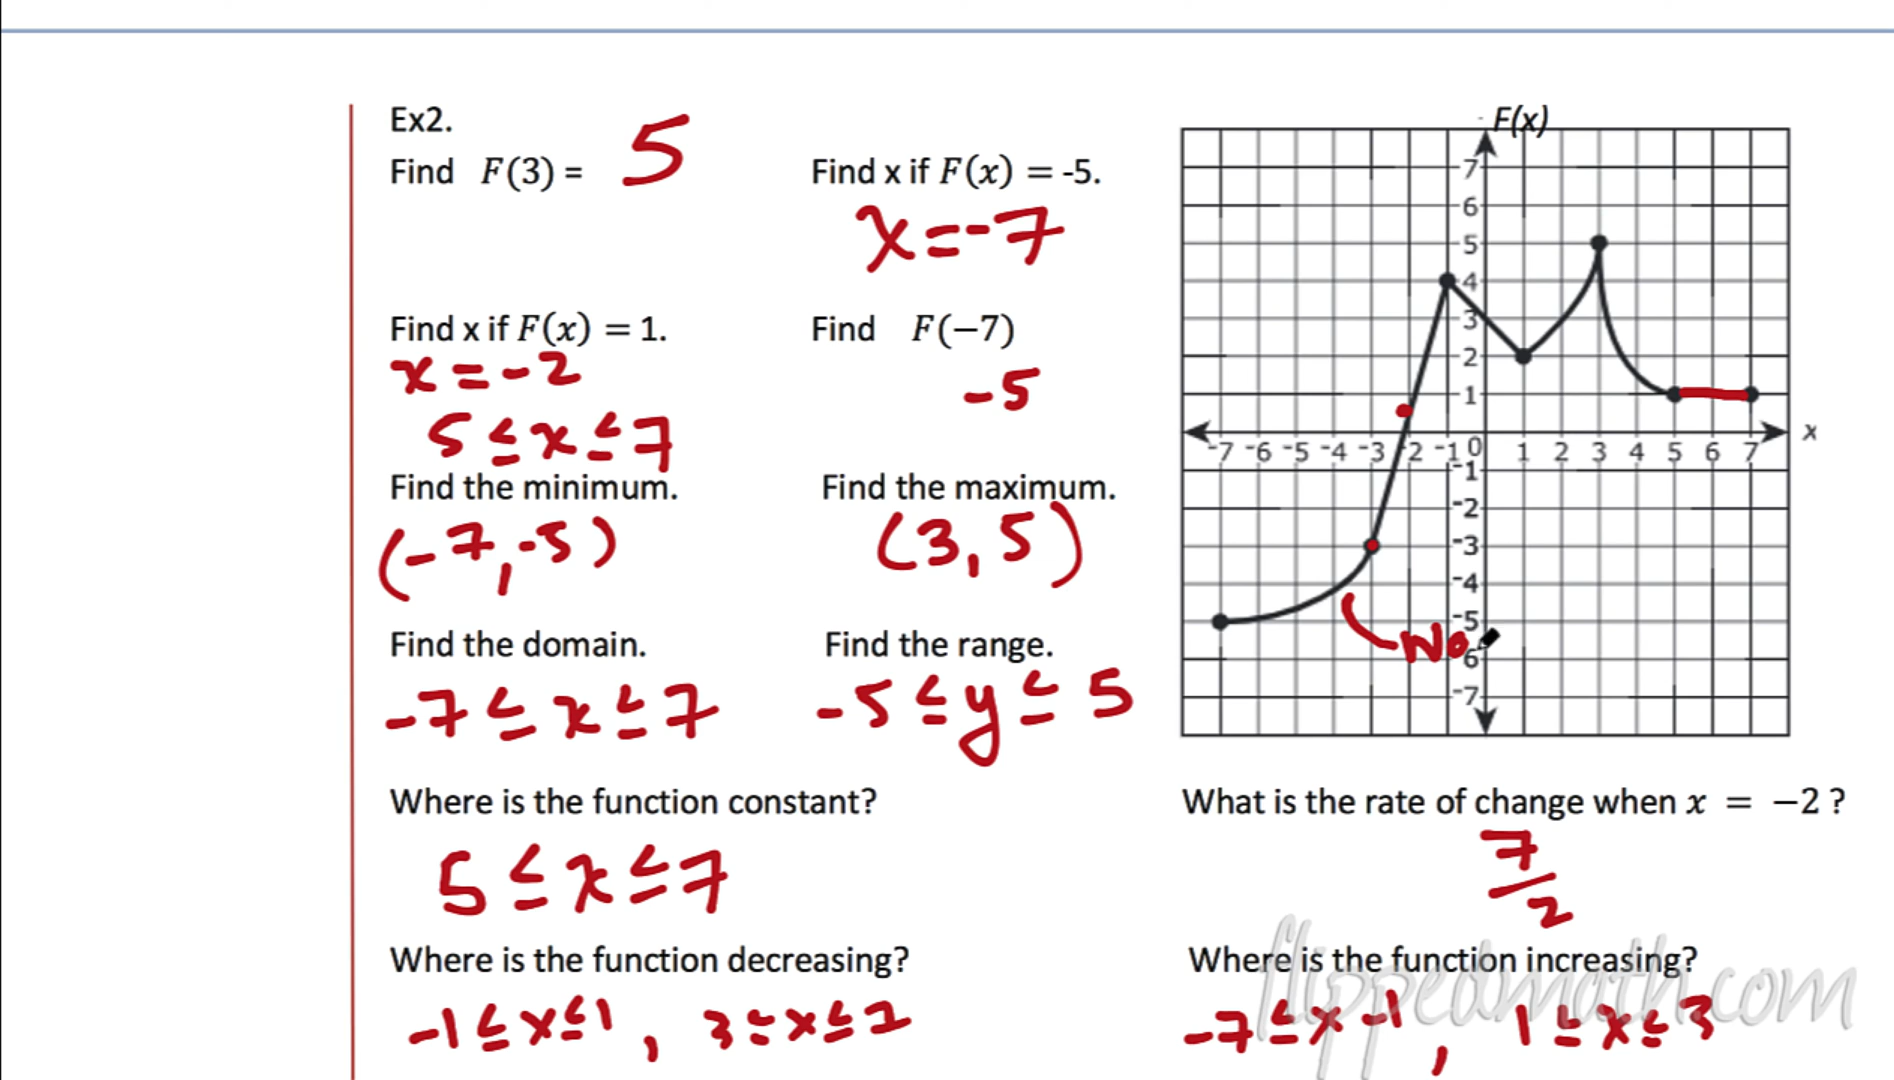 Ex2.
Find F(3) = 5
Find x if F(x) = -5.
x=-7
Find x if F(x) = 1.
x = -2
5 ≤ x ≤ 7
Find F(−7)
-5
Find the minimum.
(-7,-5)
Find the maximum.
(3,5)
Find the domain.
-7 ≤ x ≤ 7
Find the range.
-5 ≤ y ≤ 5
Where is the function constant?
5 ≤ x ≤ 7
What is the rate of change when x = −2 ?
7
2
Where is the function decreasing?
-1 ≤ x ≤ 1 ,
Where is the function increasing?
, 1 ≤ x ≤ 3
flippedmath.com
F(x)
7
6
5
4
3
2
1
-7 -6 -5 -4 -3 2 -1 0 1 2 3 4 5 6 7 x
-1
-2
-3
-4
-5
No
6
-7